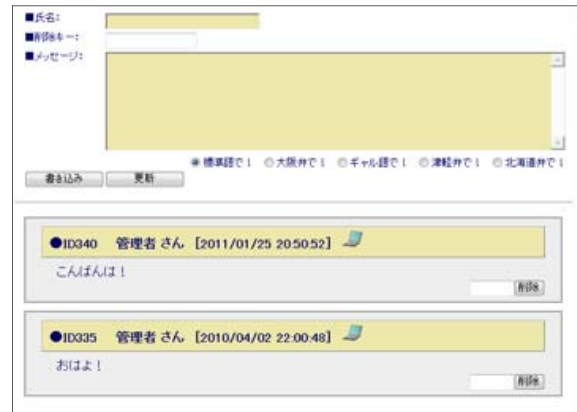 ■氏名:
■削除キー:
■メッセージ:
標準語で！ 大阪弁で！ ギャル語で！ 津軽弁で！ 北海道弁で！
書き込み 更新
●ID340 管理者 さん [2011/01/25 20:50:52]
こんばんは！
削除
●ID335 管理者 さん [2010/04/02 22:00:48]
おはよ！
削除